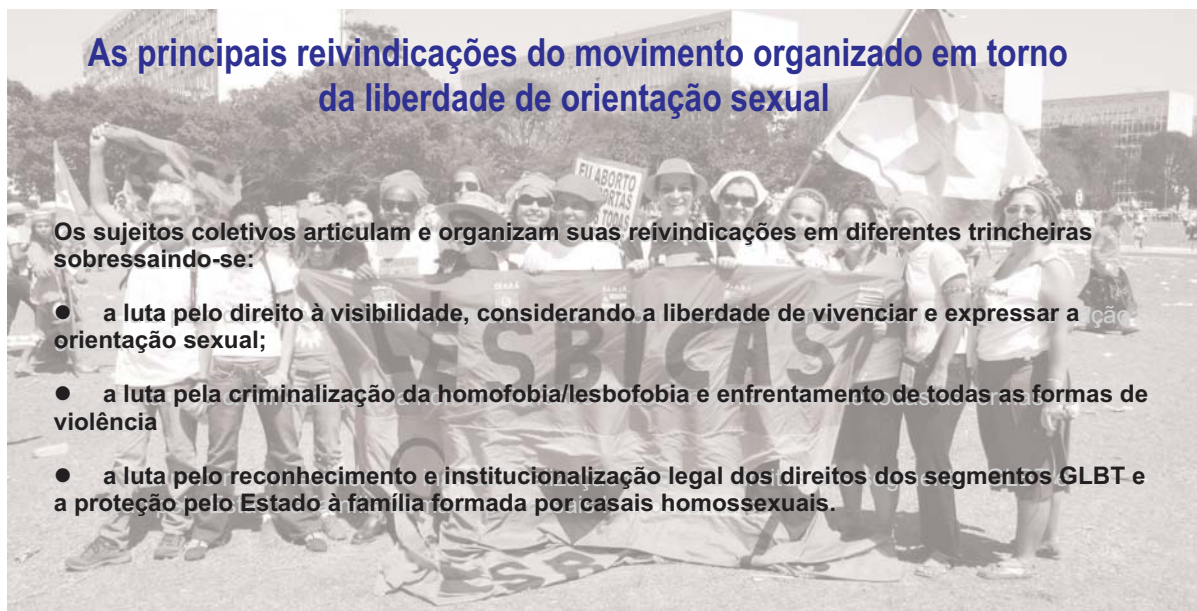 As principais reivindicações do movimento organizado em torno
da liberdade de orientação sexual
EU ABORTO
TODAS
Os sujeitos coletivos articulam e organizam suas reivindicações em diferentes trincheiras
sobressaindo-se:
● a luta pelo direito à visibilidade, considerando a liberdade de vivenciar e expressar a
orientação sexual;
LESBICAS
● a luta pela criminalização da homofobia/lesbofobia e enfrentamento de todas as formas de
violência
● a luta pelo reconhecimento e institucionalização legal dos direitos dos segmentos GLBT e
a proteção pelo Estado à família formada por casais homossexuais.